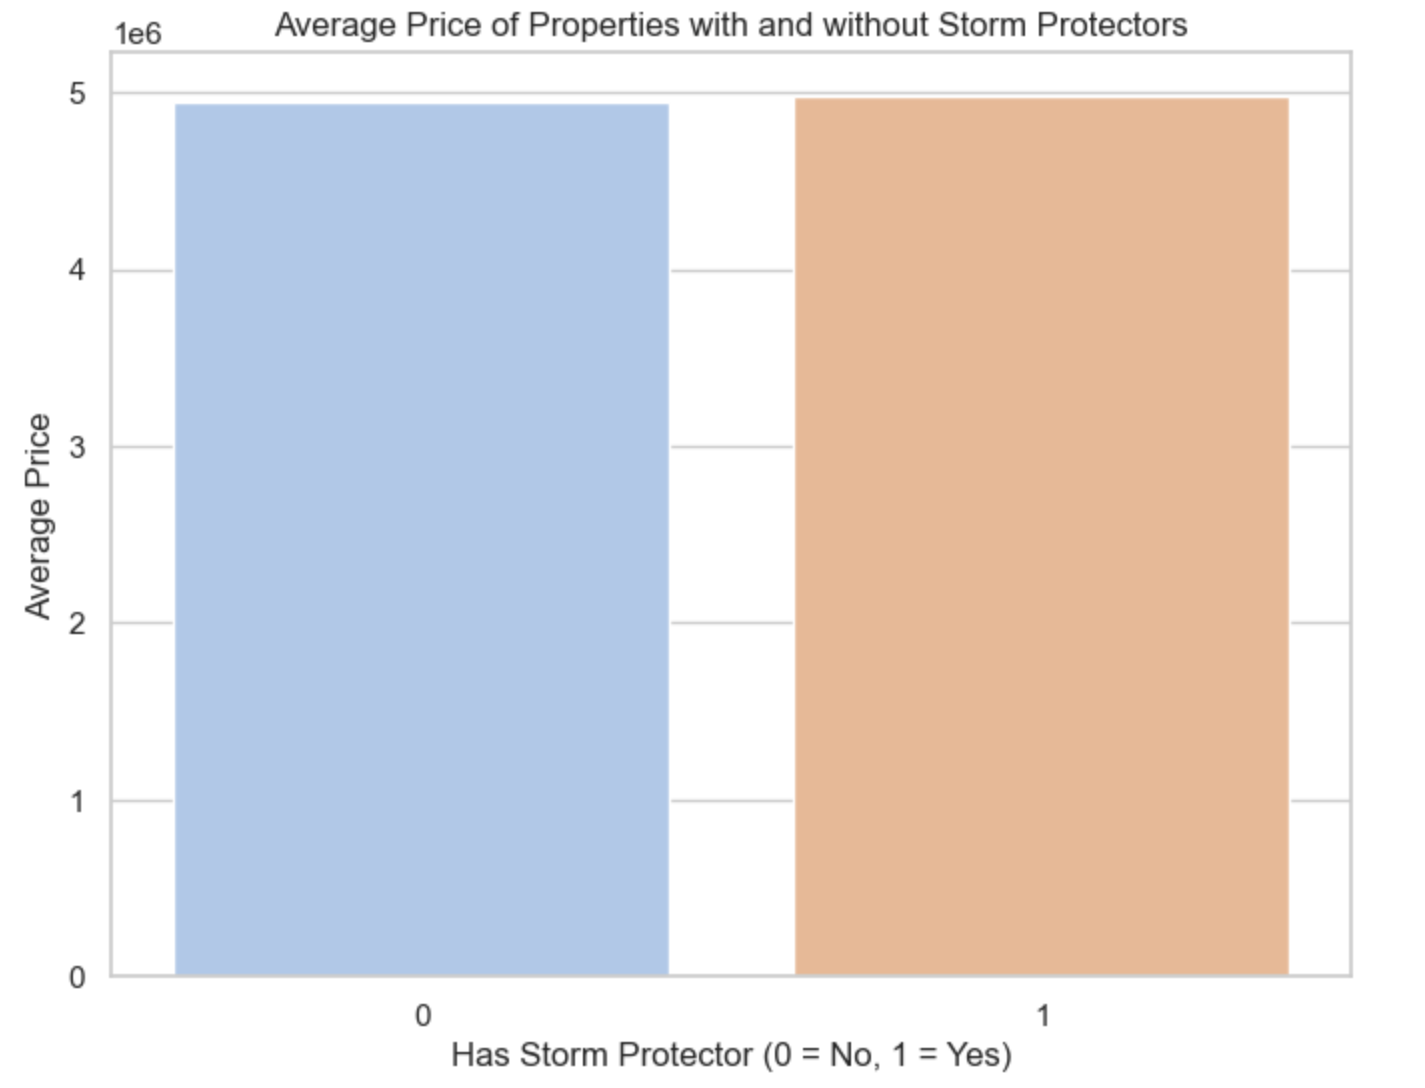 Average Price of Properties with and without Storm Protectors
1e6
5
4
3
2
1
0
Average Price
0
1
Has Storm Protector (0 = No, 1 = Yes)